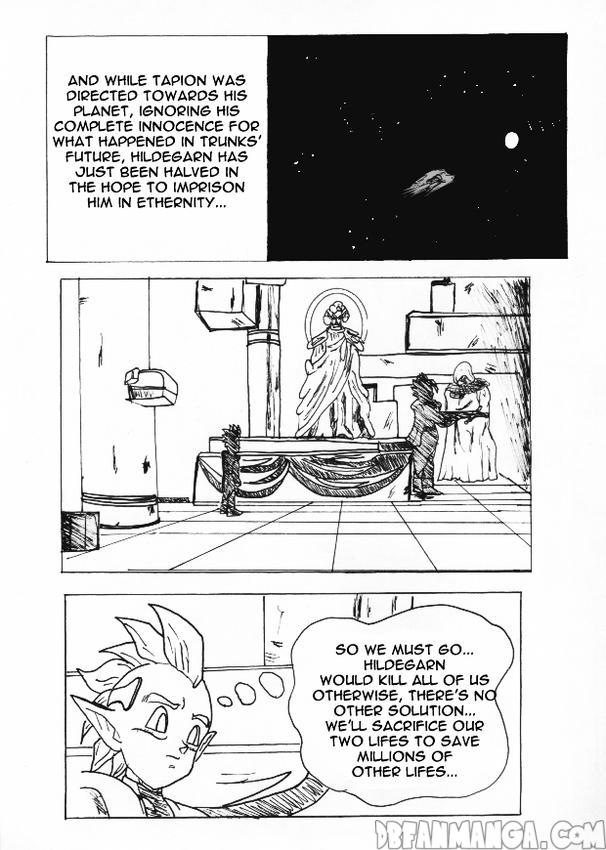 AND WHILE TAPION WAS
DIRECTED TOWARDS HIS
PLANET, IGNORING HIS
COMPLETE INNOCENCE FOR
WHAT HAPPENED IN TRUNKS'
FUTURE, HILDEGARN HAS
JUST BEEN HALVED IN
THE HOPE TO IMPRISON
HIM IN ETHERNITY...
SO WE MUST GO...
HILDEGARN
WOULD KILL ALL OF US
OTHERWISE, THERE'S NO
OTHER SOLUTION...
WE'LL SACRIFICE OUR
TWO LIFES TO SAVE
MILLIONS OF
OTHER LIFES...
DBFANMANGA.COM